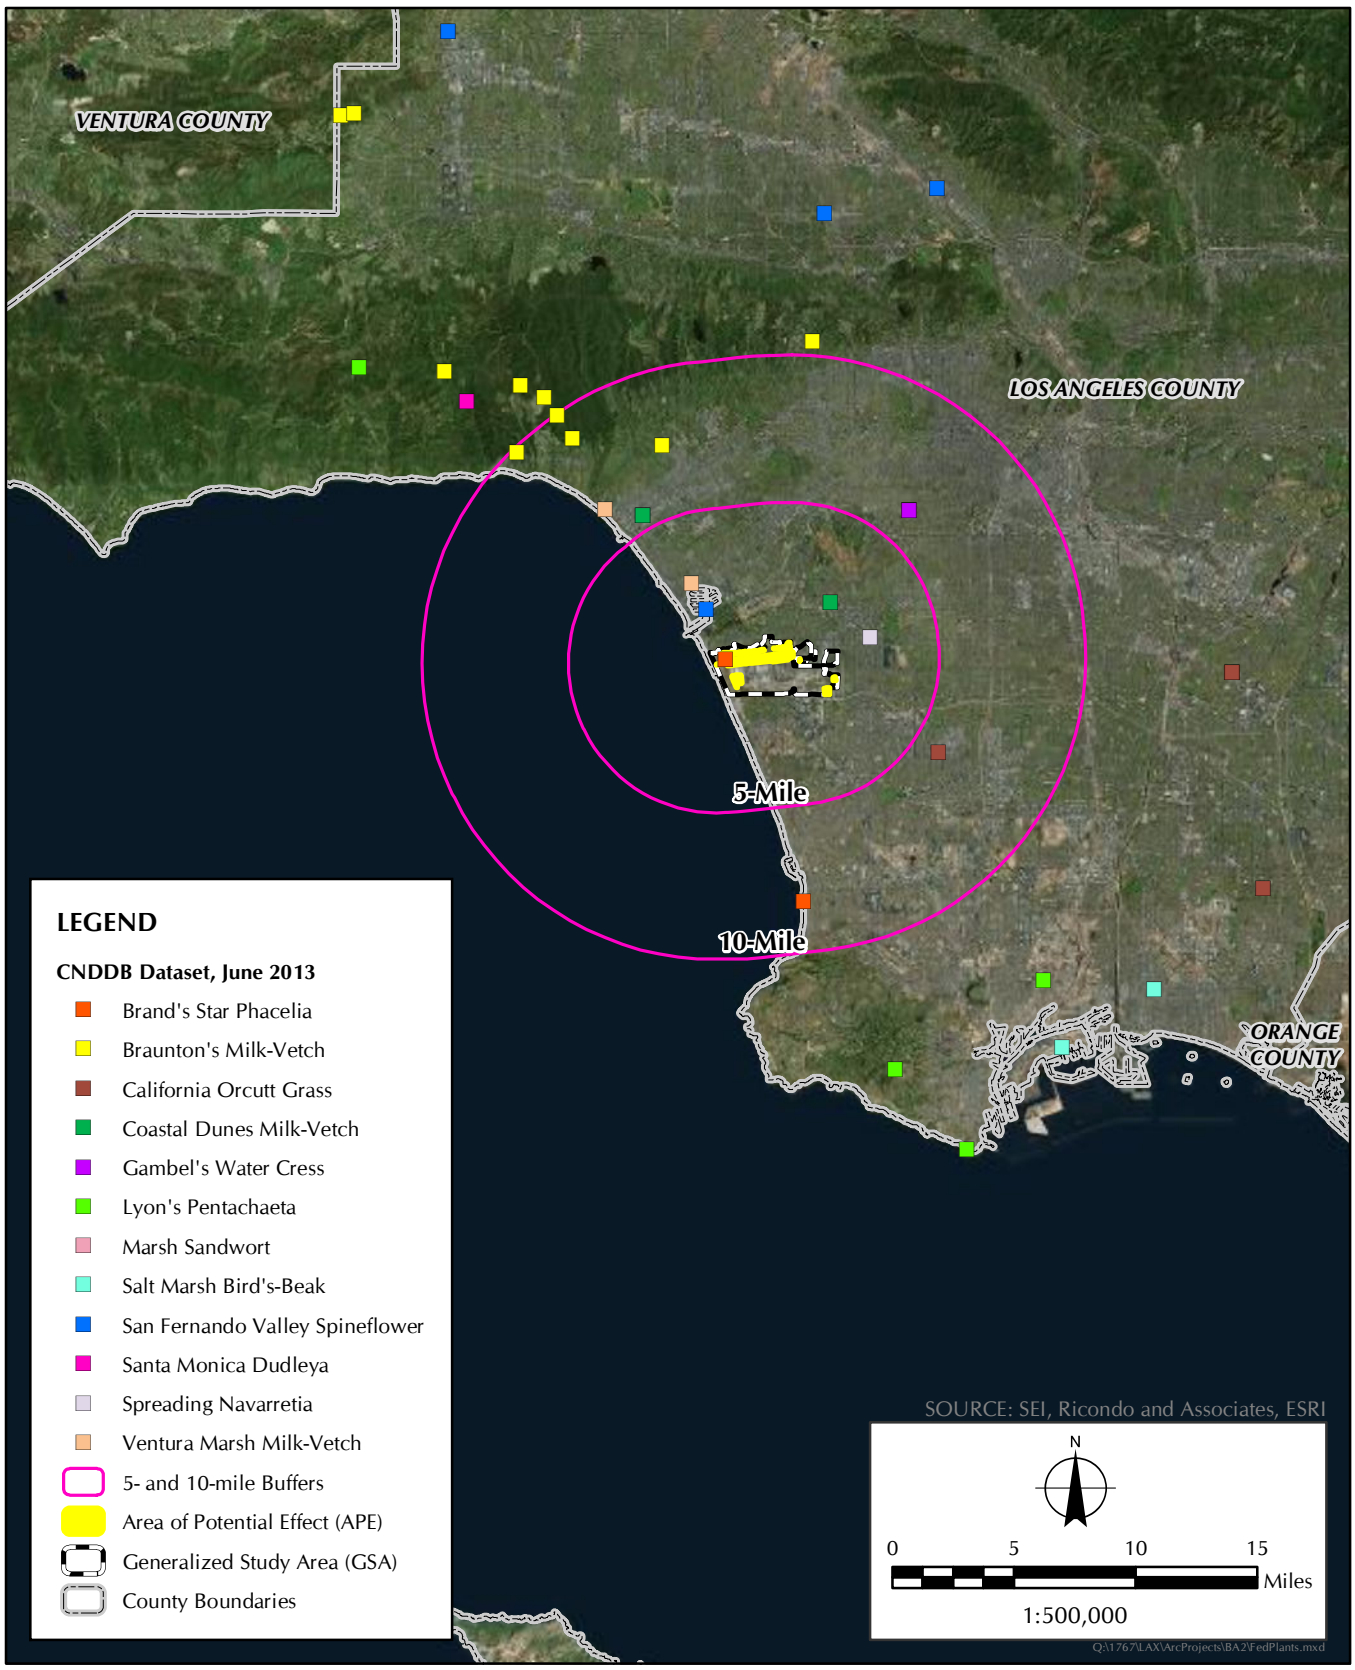 VENTURA COUNTY
LOS ANGELES COUNTY
5-Mile
10-Mile
ORANGE
COUNTY
LEGEND
CNDDB Dataset, June 2013
Brand's Star Phacelia
Braunton's Milk-Vetch
California Orcutt Grass
Coastal Dunes Milk-Vetch
Gambel's Water Cress
Lyon's Pentachaeta
Marsh Sandwort
Salt Marsh Bird's-Beak
San Fernando Valley Spineflower
Santa Monica Dudleya
Spreading Navarretia
Ventura Marsh Milk-Vetch
5- and 10-mile Buffers
Area of Potential Effect (APE)
Generalized Study Area (GSA)
County Boundaries
SOURCE: SEI, Ricondo and Associates, ESRI
N
0 5 10 15
Miles
1:500,000
Q:\1767\LAX\ArcProjects\BA2\FedPlants.mxd